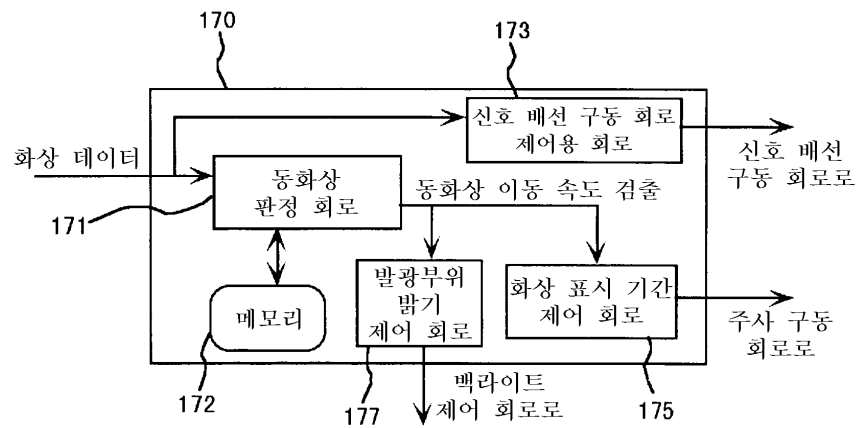 170
173
신호 배선 구동 회로
제어용 회로
화상 데이터
신호 배선
구동 회로로
동화상
판정 회로
동화상 이동 속도 검출
171
발광부위
밝기
제어 회로
화상 표시 기간
제어 회로
메모리
주사 구동
회로로
172
177
백라이트
제어 회로로
175